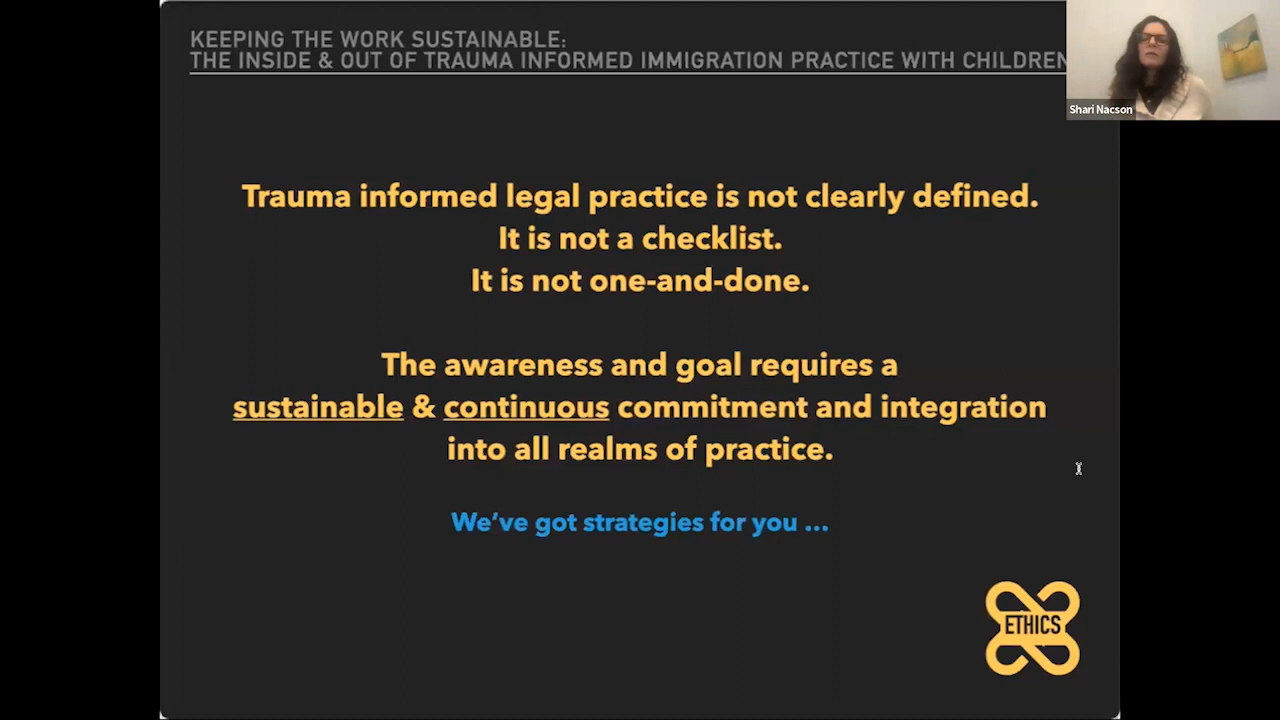 KEEPING THE WORK SUSTAINABLE:
THE INSIDE & OUT OF TRAUMA INFORMED IMMIGRATION PRACTICE WITH CHILDREN
Shari Nacson
Trauma informed legal practice is not clearly defined.
It is not a checklist.
It is not one-and-done.
The awareness and goal requires a
sustainable & continuous commitment and integration
into all realms of practice.
We've got strategies for you ...
ETHICS